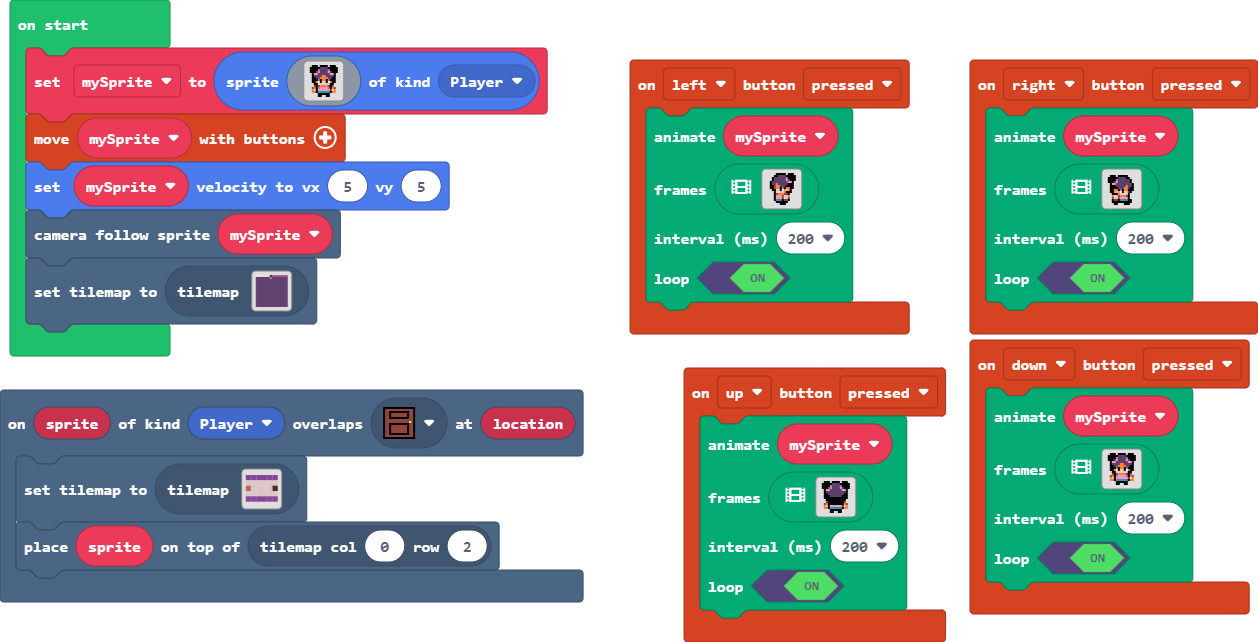 on start
set mySprite to sprite of kind Player
move mySprite with buttons
set mySprite velocity to vx 5 vy 5
camera follow sprite mySprite
set tilemap to tilemap
on sprite of kind Player overlaps at location
set tilemap to tilemap
place sprite on top of tilemap col 0 row 2
on left button pressed
animate mySprite
frames
interval (ms) 200
loop ON
on right button pressed
animate mySprite
frames
interval (ms) 200
loop ON
on up button pressed
animate mySprite
frames
interval (ms) 200
loop ON
on down button pressed
animate mySprite
frames
interval (ms) 200
loop ON